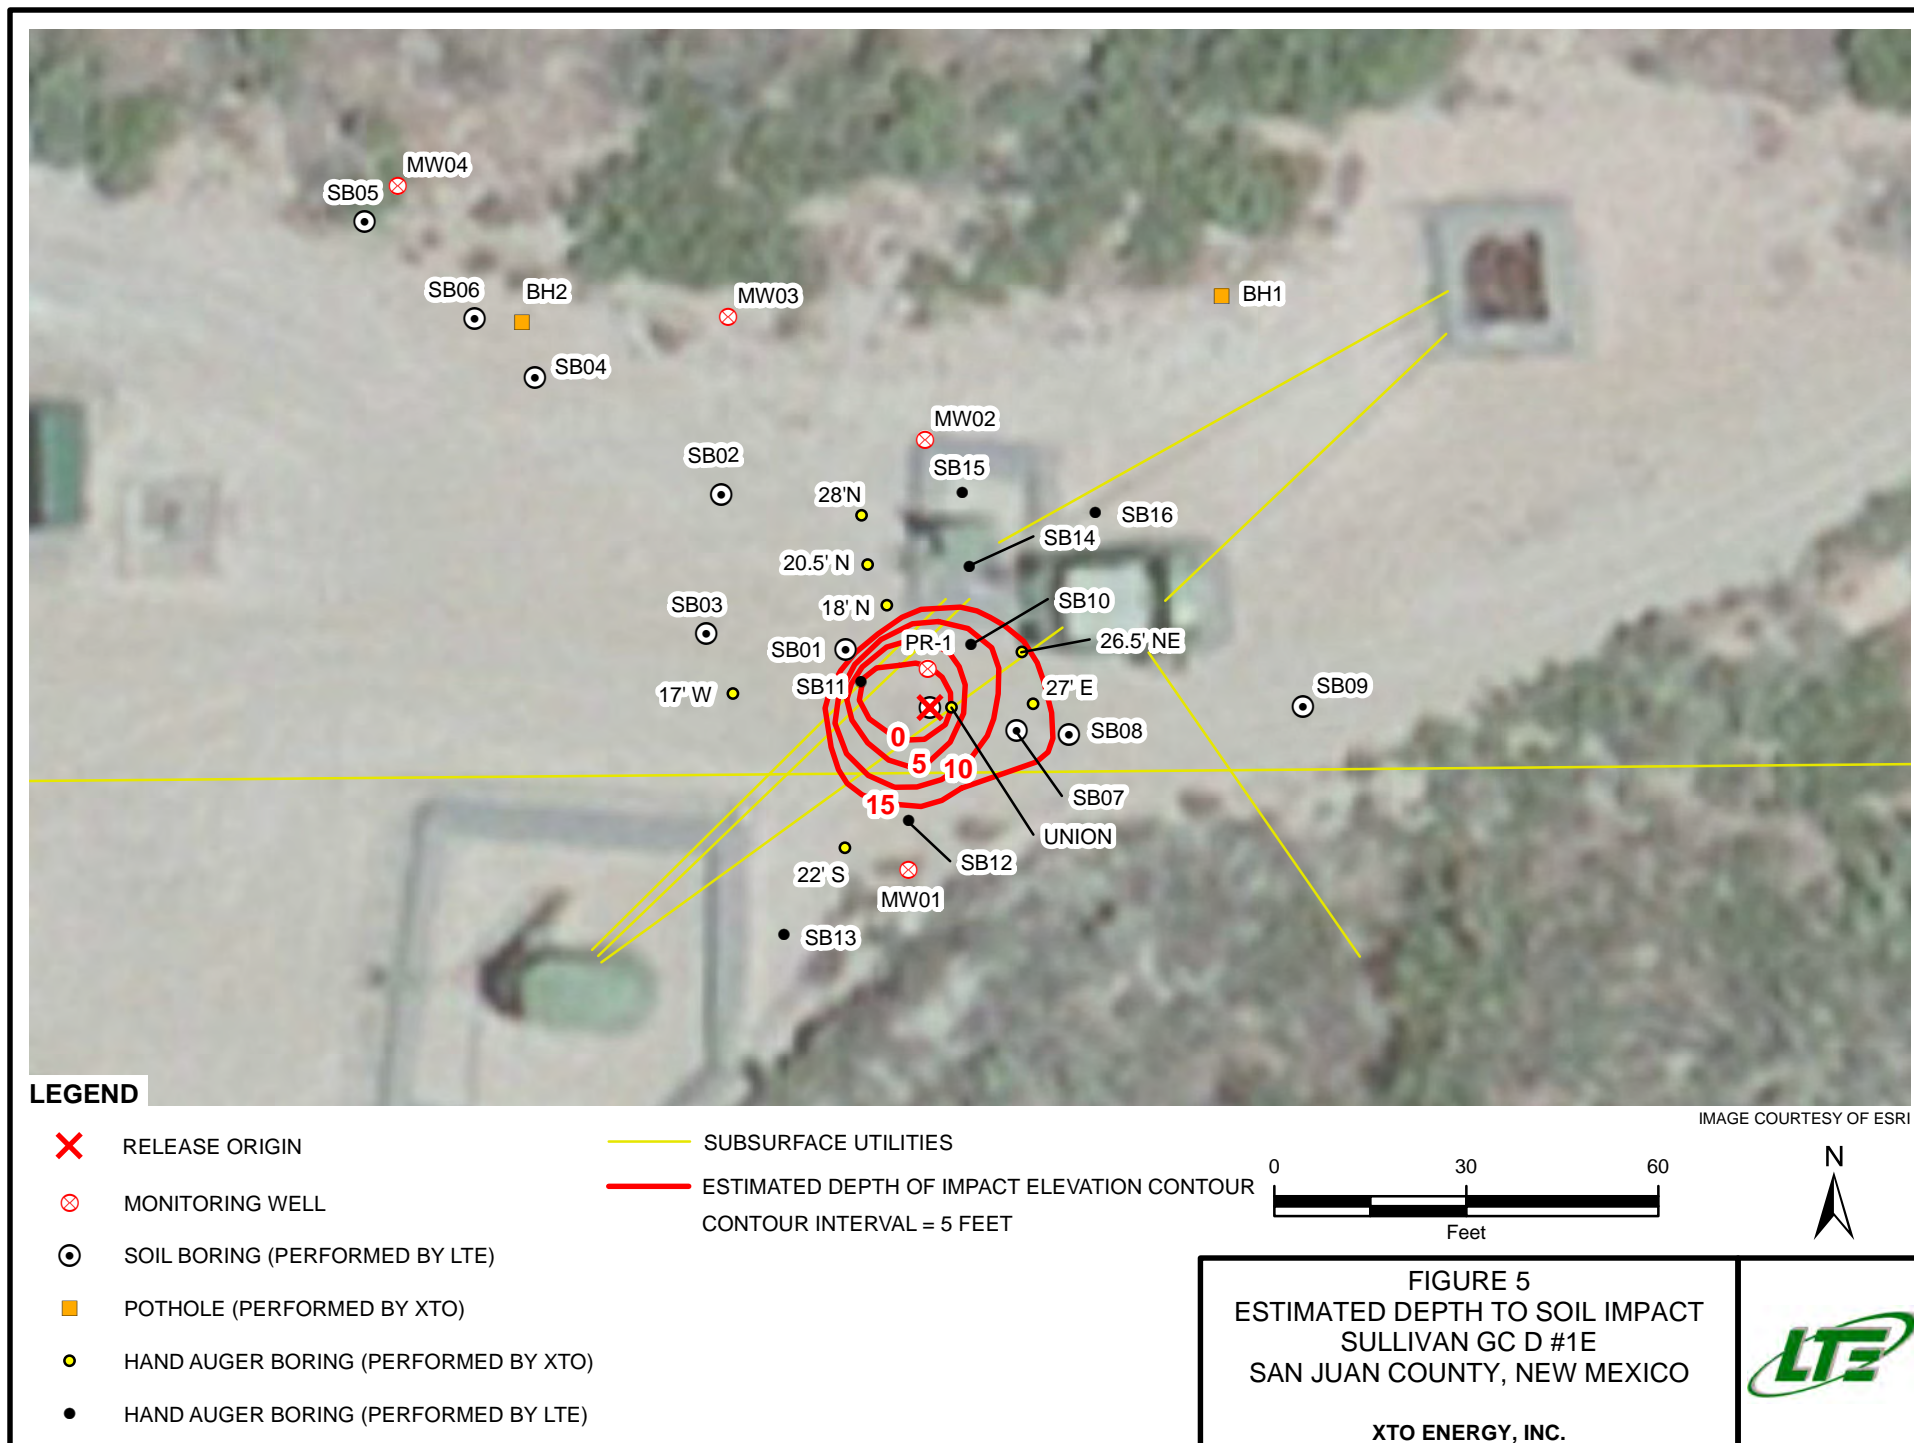 MW04
SB05
SB06
BH2
MW03
BH1
SB04
MW02
SB02
SB15
28'N
SB16
SB14
20.5' N
SB10
18' N
SB03
26.5' NE
PR-1
SB01
SB11
27' E
SB09
17' W
SB08
0
5
10
15
SB07
UNION
SB12
22' S
MW01
SB13
LEGEND
IMAGE COURTESY OF ESRI
RELEASE ORIGIN
MONITORING WELL
SOIL BORING (PERFORMED BY LTE)
POTHOLE (PERFORMED BY XTO)
HAND AUGER BORING (PERFORMED BY XTO)
HAND AUGER BORING (PERFORMED BY LTE)
SUBSURFACE UTILITIES
ESTIMATED DEPTH OF IMPACT ELEVATION CONTOUR
CONTOUR INTERVAL = 5 FEET
0 30 60
Feet
N
FIGURE 5
ESTIMATED DEPTH TO SOIL IMPACT
SULLIVAN GC D #1E
SAN JUAN COUNTY, NEW MEXICO
XTO ENERGY, INC.
LTE